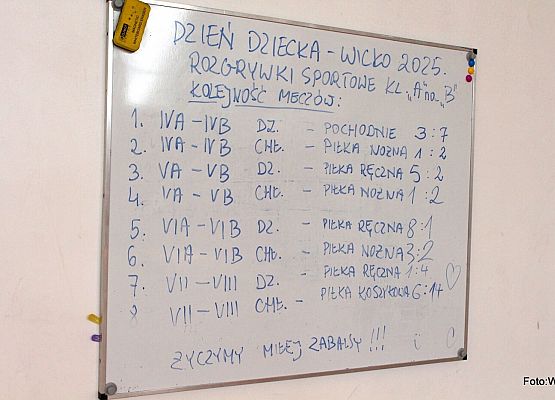 DZIEŃ DZIECKA - WICKO 2025.
ROZGRYWKI SPORTOWE KL. „A" na „B"
KOLEJNOŚĆ MECZÓW:
1. IVA - IVB DZ. - POCHODNIE 3:7
2. IVA - IVB CHŁ. - PIŁKA NOŻNA 1:2
3. VA - VB DZ. - PIŁKA RĘCZNA 5:2
4. VA - VB CHŁ. - PIŁKA NOŻNA 1:2
5. VIA - VIB DZ. - PIŁKA RĘCZNA 8:1
6. VIA - VIB CHŁ. - PIŁKA NOŻNA 3:2
7. VII - VIII DZ. - PIŁKA RĘCZNA 1:4
8 VII - VIII CHŁ. - PIŁKA KOSZYKOWA 6:14
ŻYCZYMY MIŁEJ ZABAWY !!!
Foto:W